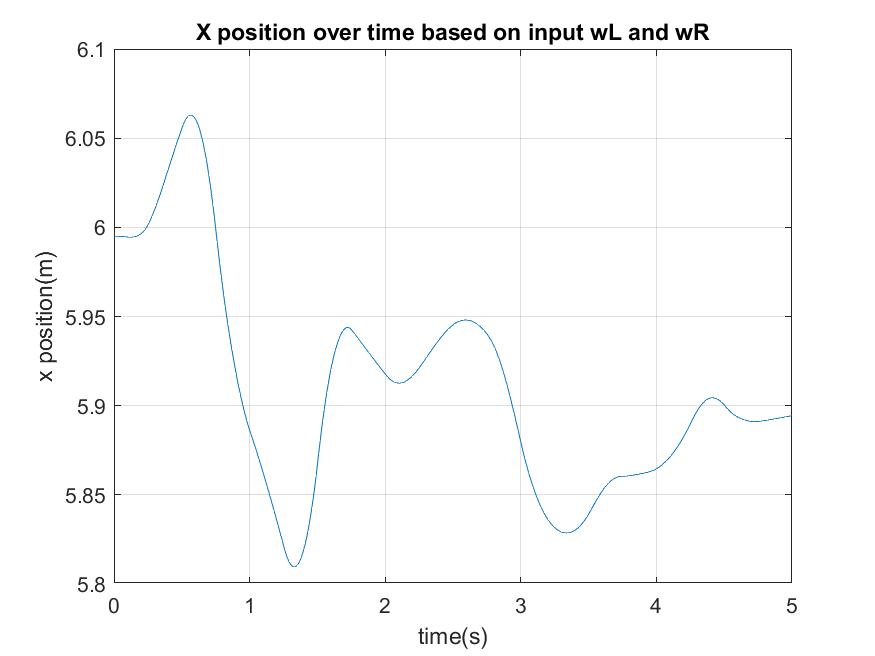 X position over time based on input wL and wR
6.1
6.05
6
5.95
5.9
5.85
5.8
x position(m)
0 1 2 3 4 5
time(s)